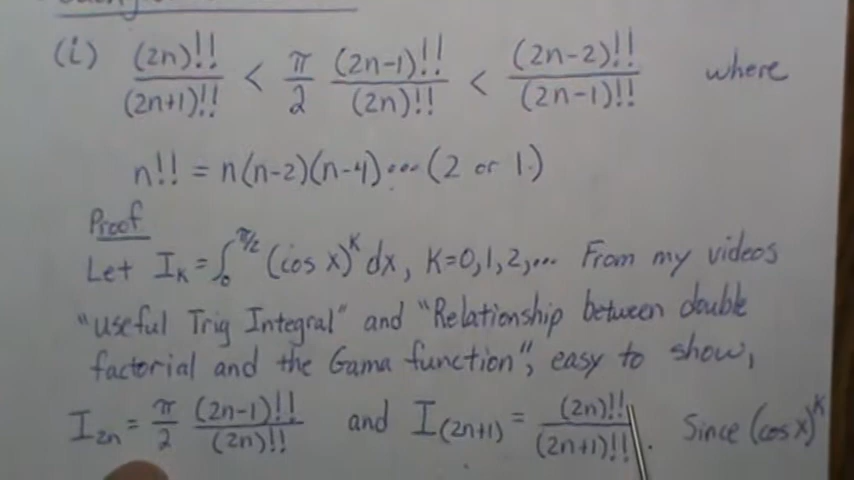 (i) (2n)!!/(2n+1)!! < π/2 (2n-1)!!/(2n)!! < (2n-2)!!/(2n-1)!! where
n!! = n(n-2)(n-4)...(2 or 1.)
Proof
Let I_K = ∫_0^{π/2} (cos x)^K dx, K=0,1,2,... From my videos
"useful Trig Integral" and "Relationship between double
factorial and the Gama function", easy to show,
I_{2n} = π/2 (2n-1)!!/(2n)!! and I_{(2n+1)} = (2n)!!/(2n+1)!! . Since (cos x)^K